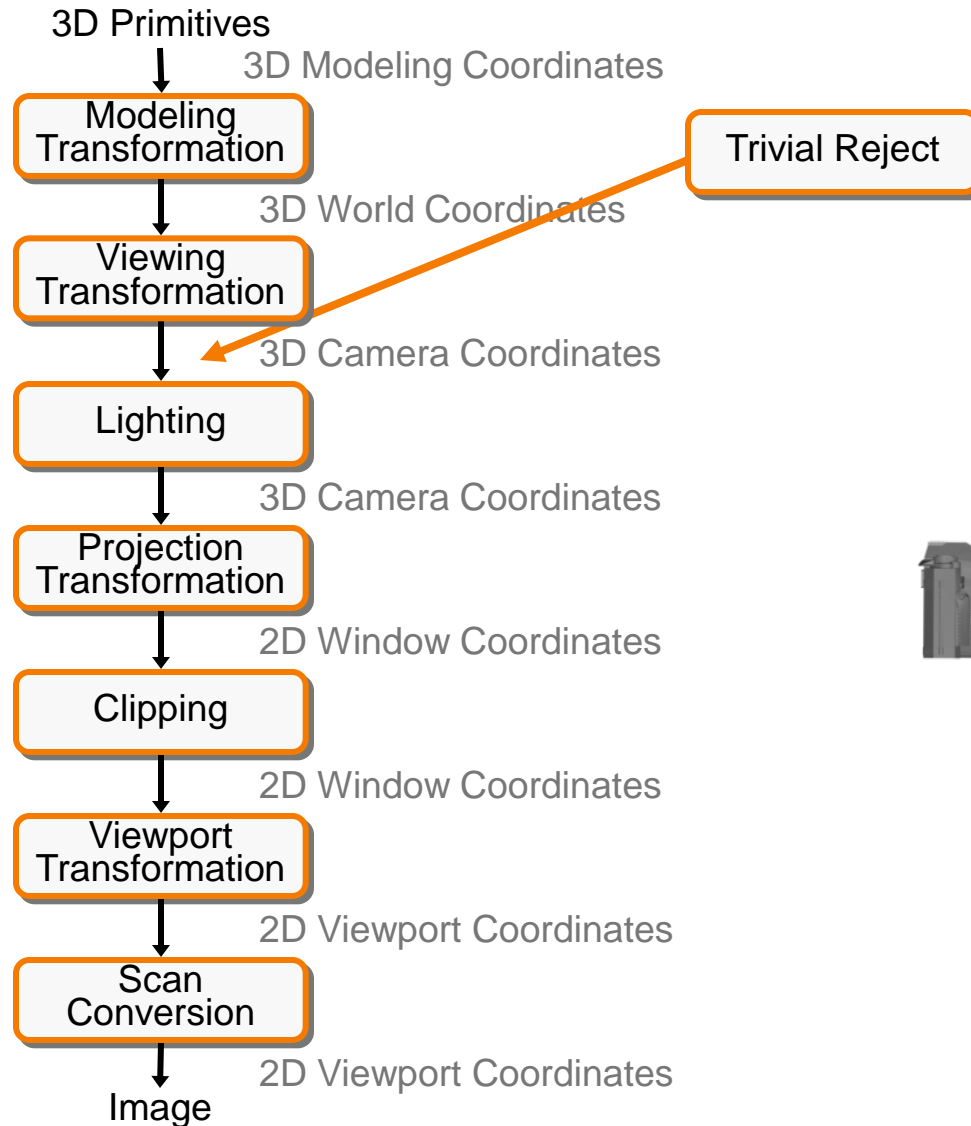 3D Primitives
3D Modeling Coordinates
Modeling
Transformation
Trivial Reject
3D World Coordinates
Viewing
Transformation
3D Camera Coordinates
Lighting
3D Camera Coordinates
Projection
Transformation
2D Window Coordinates
Clipping
2D Window Coordinates
Viewport
Transformation
2D Viewport Coordinates
Scan
Conversion
2D Viewport Coordinates
Image